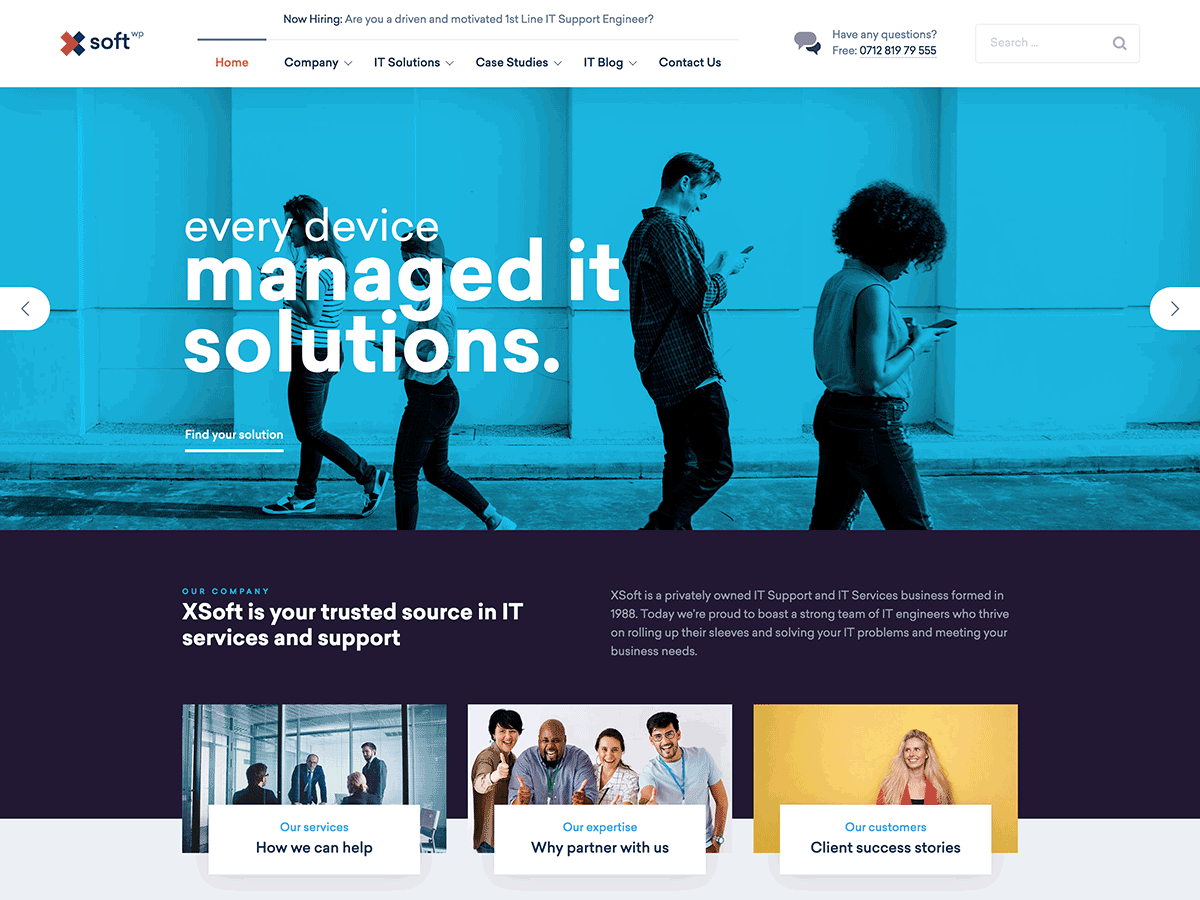 Now Hiring: Are you a driven and motivated 1st Line IT Support Engineer?
softwp
Home Company IT Solutions Case Studies IT Blog Contact Us
Have any questions?
Free: 0712 819 79 555
Search ...
every device
managed it
solutions.
Find your solution
OUR COMPANY
XSoft is your trusted source in IT
services and support
XSoft is a privately owned IT Support and IT Services business formed in
1988. Today we're proud to boast a strong team of IT engineers who thrive
on rolling up their sleeves and solving your IT problems and meeting your
business needs.
Our services
How we can help
Our expertise
Why partner with us
Our customers
Client success stories